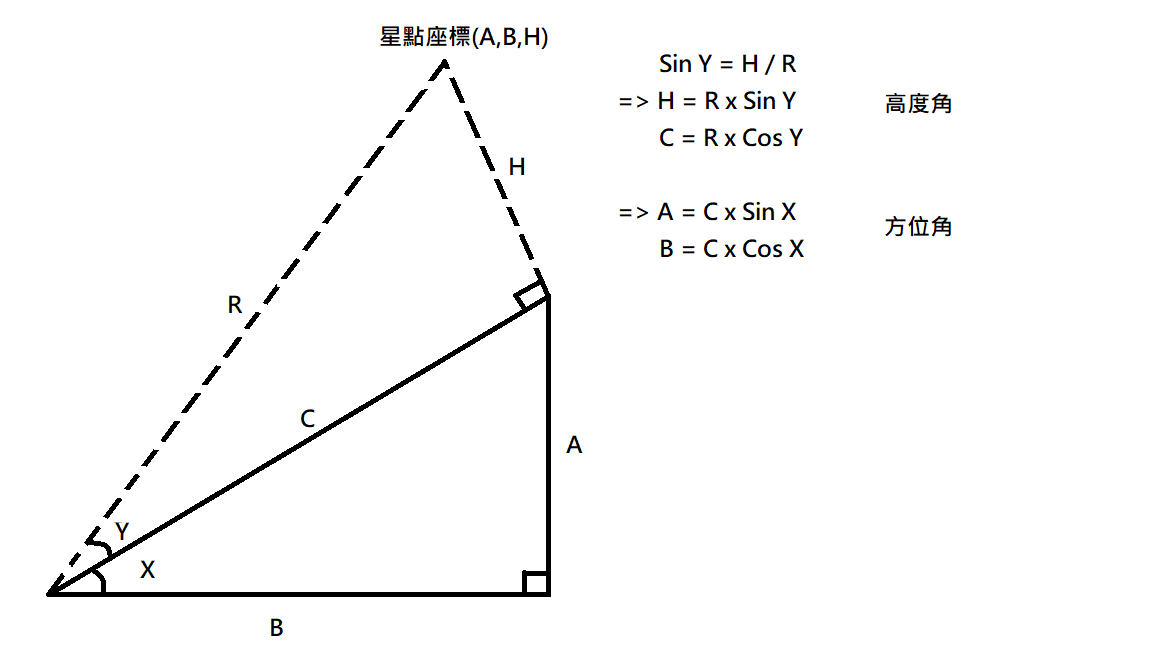 星點座標(A,B,H)
Sin Y = H / R
=> H = R x Sin Y
高度角
C = R x Cos Y
H
=> A = C x Sin X
方位角
B = C x Cos X
R
C
A
Y
X
B